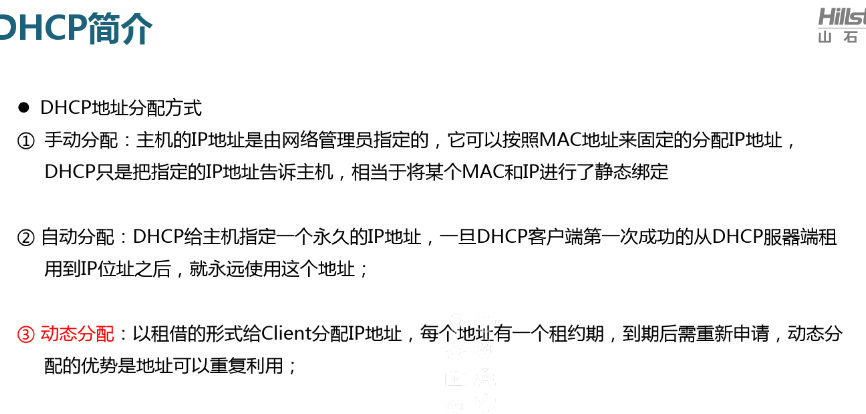 DHCP简介
Hillst
山石
● DHCP地址分配方式
① 手动分配：主机的IP地址是由网络管理员指定的，它可以按照MAC地址来固定的分配IP地址，
DHCP只是把指定的IP地址告诉主机，相当于将某个MAC和IP进行了静态绑定
② 自动分配：DHCP给主机指定一个永久的IP地址，一旦DHCP客户端第一次成功的从DHCP服器端租
用到IP位址之后，就永远使用这个地址；
③ 动态分配：以租借的形式给Client分配IP地址，每个地址有一个租约期，到期后需重新申请，动态分
配的优势是地址可以重复利用；